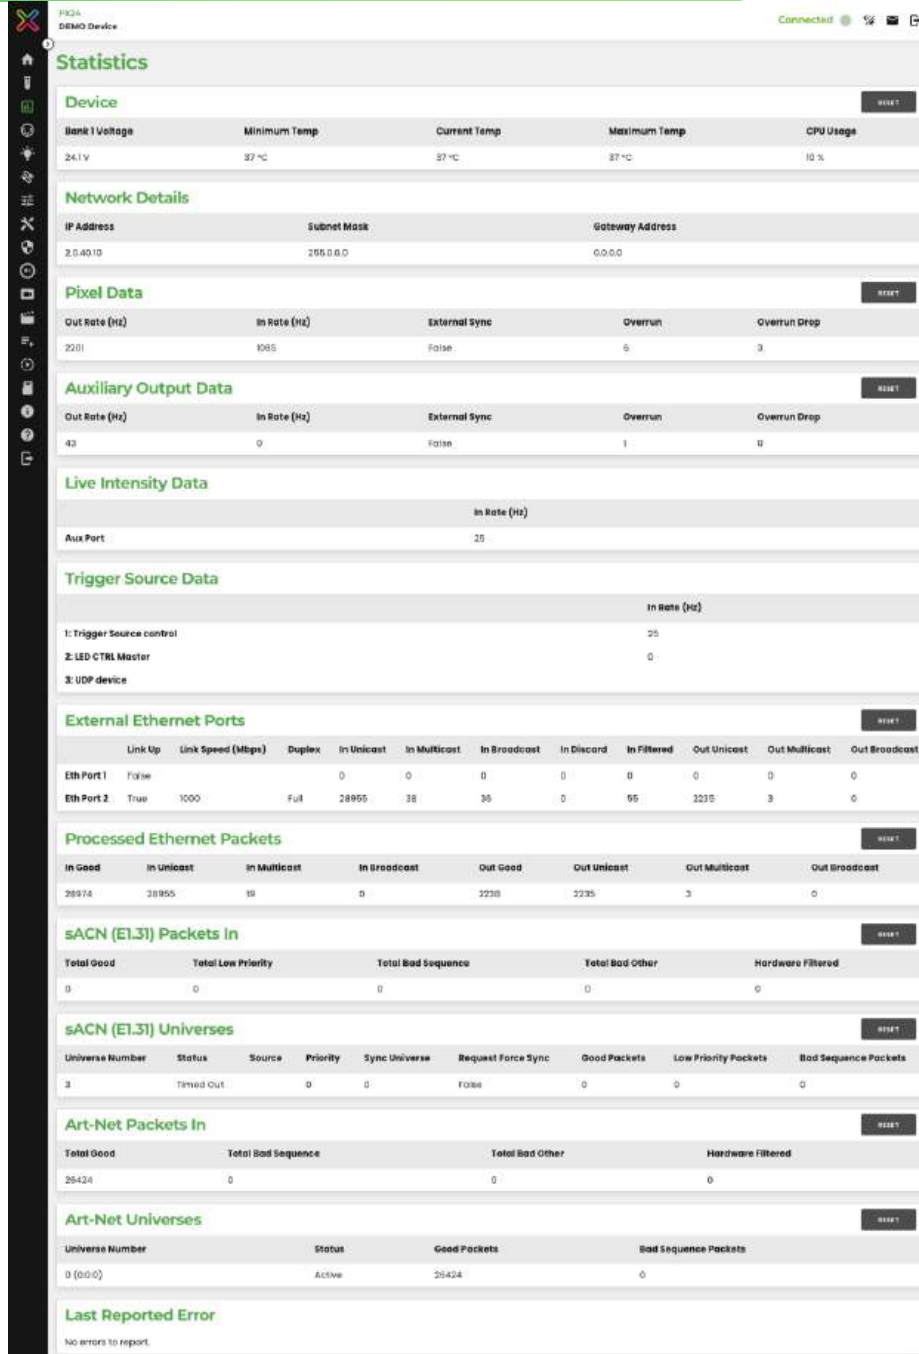 PX24
DEMO Device
Connected
Statistics
Device RESET
Bank 1 Voltage Minimum Temp Current Temp Maximum Temp CPU Usage
24.1 V 37 °C 37 °C 37 °C 10 %
Network Details
IP Address Subnet Mask Gateway Address
2.0.40.10 255.0.0.0 0.0.0.0
Pixel Data RESET
Out Rate (Hz) In Rate (Hz) External Sync Overrun Overrun Drop
2201 1085 False 6 3
Auxiliary Output Data RESET
Out Rate (Hz) In Rate (Hz) External Sync Overrun Overrun Drop
43 0 False 1 0
Live Intensity Data
In Rate (Hz)
Aux Port 25
Trigger Source Data
In Rate (Hz)
1: Trigger Source control 25
2: LED CTRL Master 0
3: UDP device
External Ethernet Ports RESET
Link Up Link Speed (Mbps) Duplex In Unicast In Multicast In Broadcast In Discard In Filtered Out Unicast Out Multicast Out Broadcast
Eth Port 1 False 0 0 0 0 0 0 0 0
Eth Port 2 True 1000 Full 28955 38 36 0 55 2235 3 0
Processed Ethernet Packets RESET
In Good In Unicast In Multicast In Broadcast Out Good Out Unicast Out Multicast Out Broadcast
28974 28955 19 0 2238 2235 3 0
sACN (E1.31) Packets In RESET
Total Good Total Low Priority Total Bad Sequence Total Bad Other Hardware Filtered
0 0 0 0 0
sACN (E1.31) Universes RESET
Universe Number Status Source Priority Sync Universe Request Force Sync Good Packets Low Priority Packets Bad Sequence Packets
3 Timed Out 0 0 False 0 0 0
Art-Net Packets In RESET
Total Good Total Bad Sequence Total Bad Other Hardware Filtered
26424 0 0 0
Art-Net Universes RESET
Universe Number Status Good Packets Bad Sequence Packets
0 (0:0:0) Active 26424 0
Last Reported Error
No errors to report.